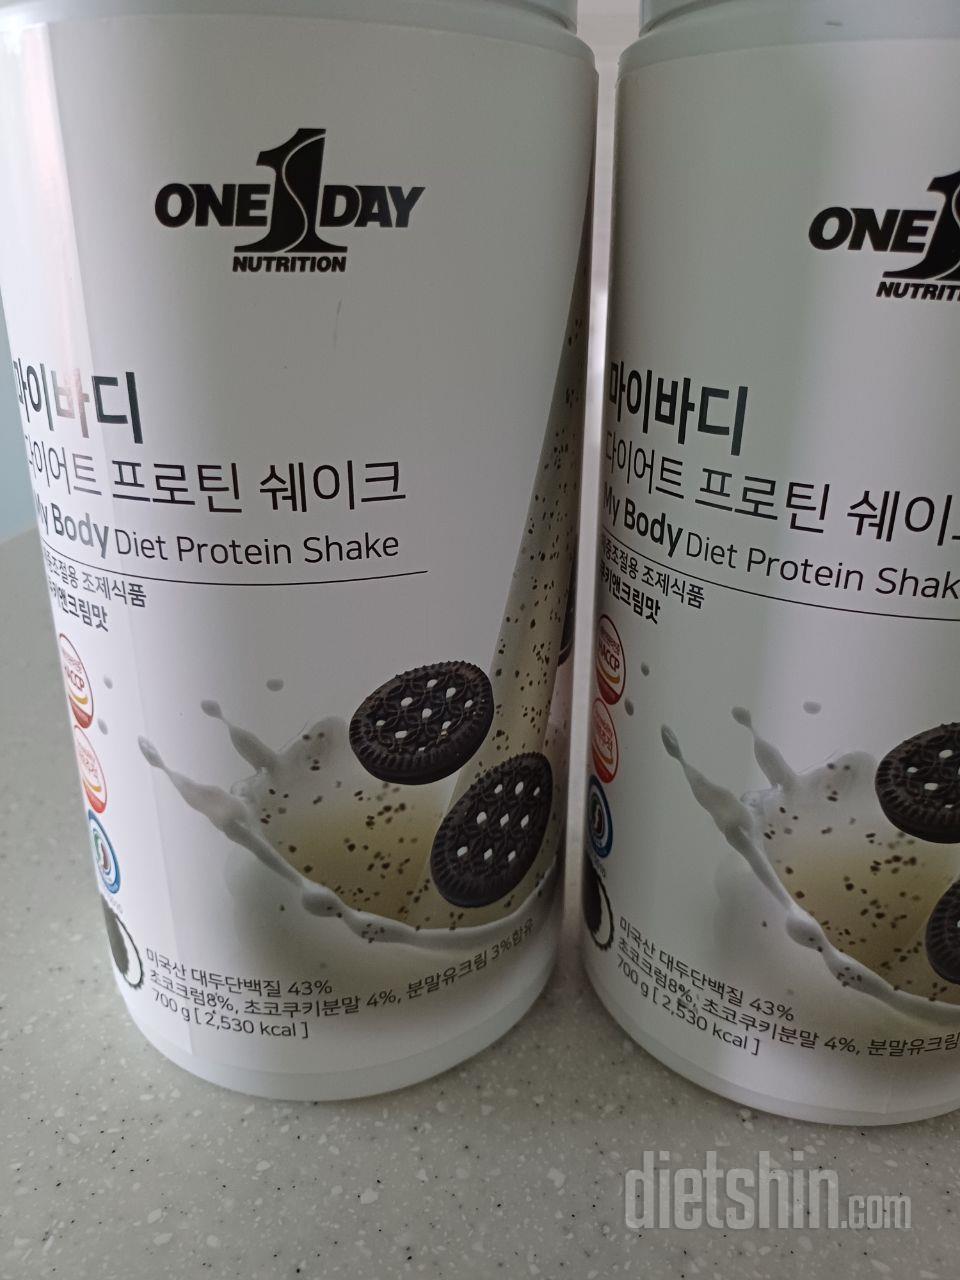 ONE 1 DAY
NUTRITION
마이바디
다이어트 프로틴 쉐이크
My Body Diet Protein Shake
체중조절용 조제식품
쿠키앤크림맛
HACCP
미국산 대두단백질 43%
초코크럼8%, 초코쿠키분말 4%, 분말유크림 3%함유
700 g [ 2,530 kcal ]
ONE
NUTRITI
마이바디
다이어트 프로틴 쉐이
My Body Diet Protein Shak
체중조절용 조제식품
쿠키앤크림맛
HACCP
미국산 대두단백질 43%
초코크럼8%, 초코쿠키분말 4%, 분말유크림
700 g [ 2,530 kcal ]
dietshin.com